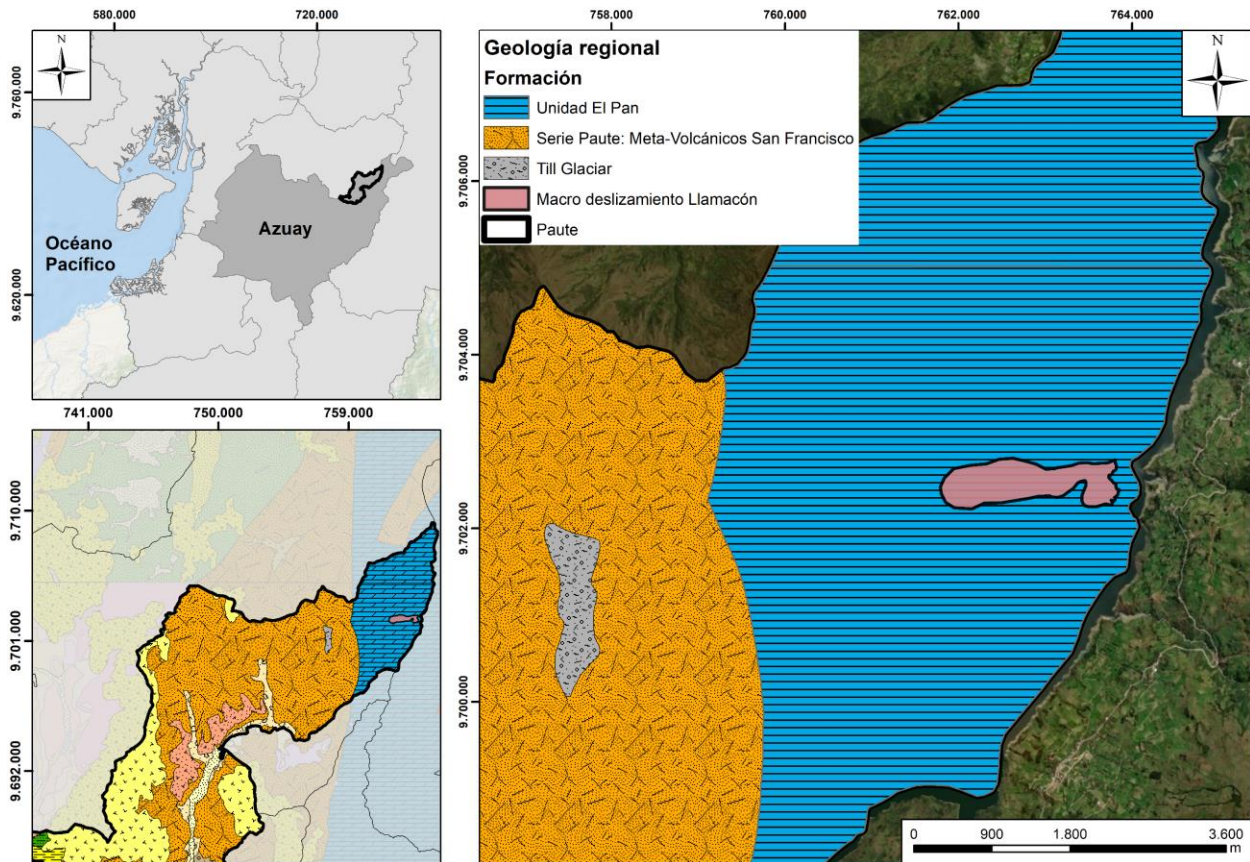 580.000
720.000
N
9.760.000
9.620.000
Azuay
Océano
Pacífico
741.000
750.000
759.000
9.710.000
9.701.000
9.692.000
758.000
760.000
762.000
764.000
Geología regional
Formación
Unidad El Pan
Serie Paute: Meta-Volcánicos San Francisco
Till Glaciar
Macro deslizamiento Llamacón
Paute
N
9.706.000
9.704.000
9.702.000
9.700.000
0
900
1.800
3.600
m